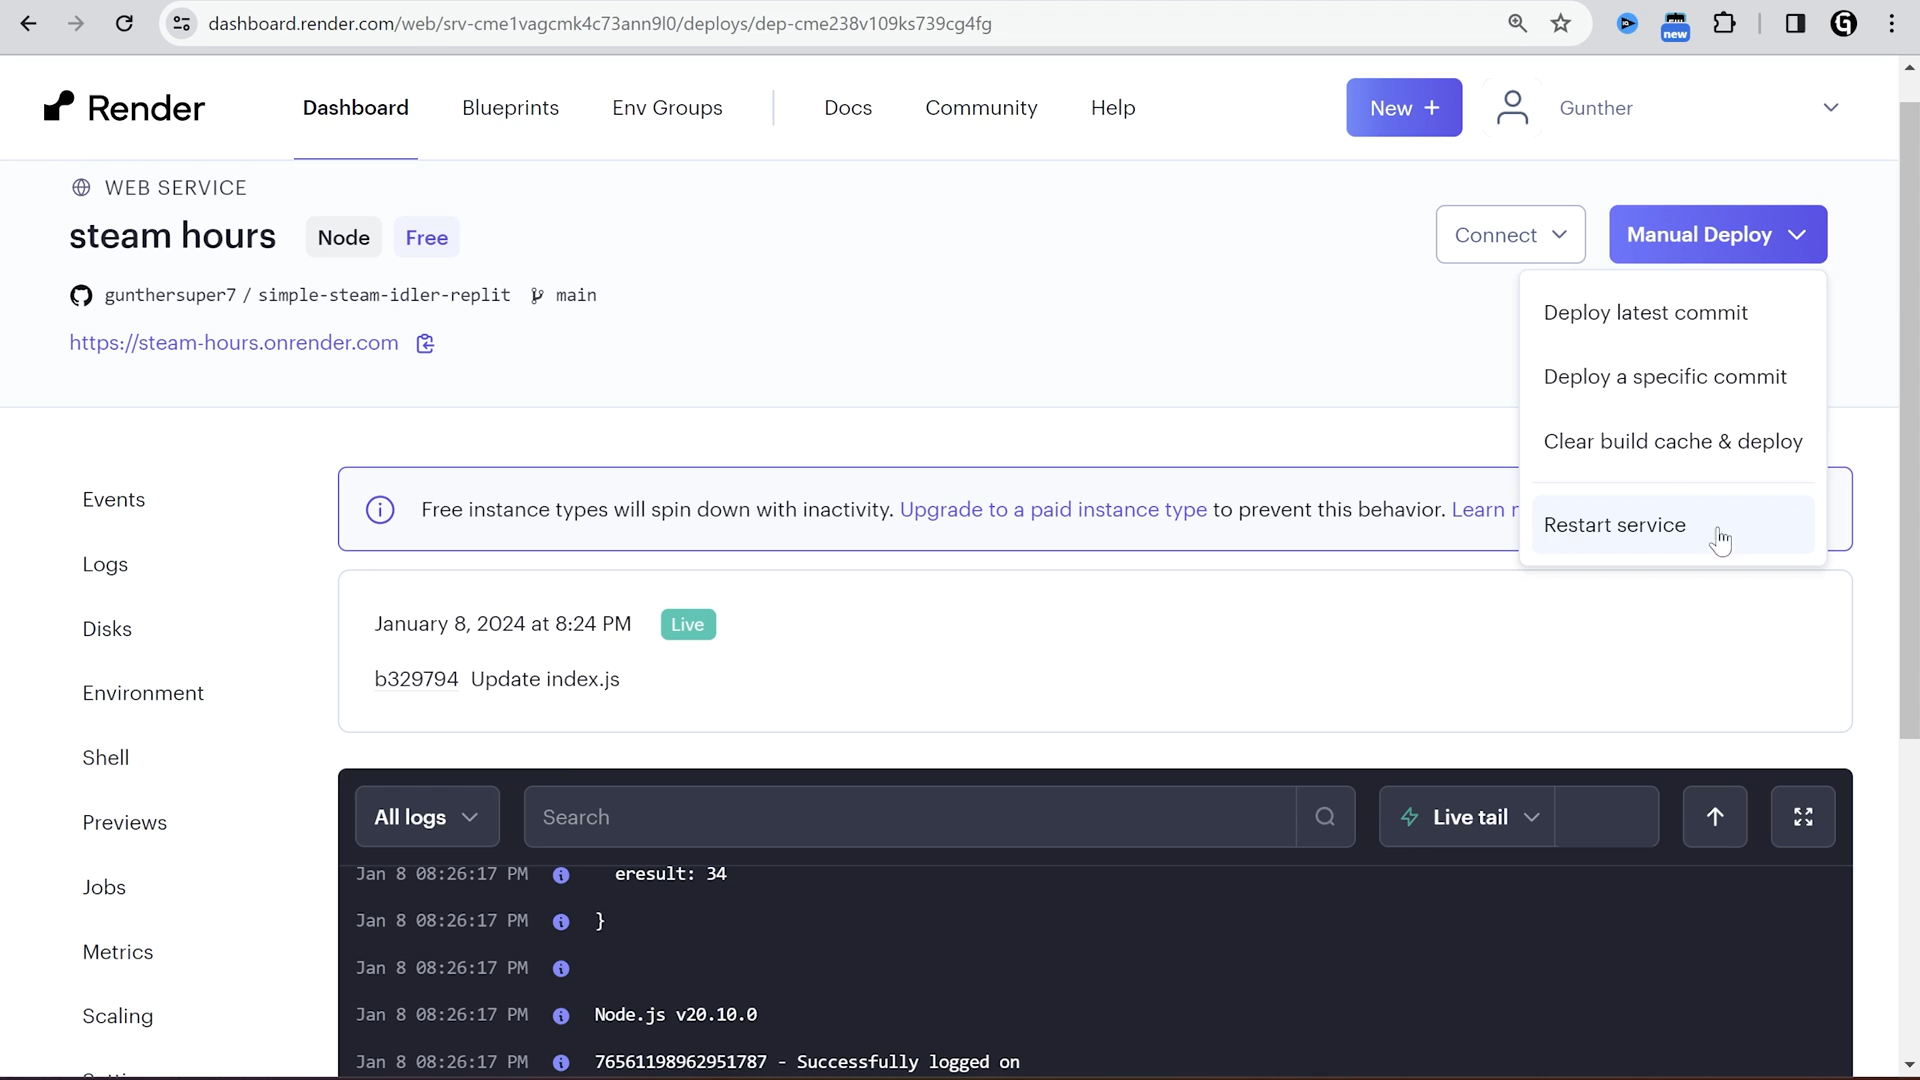 dashboard.render.com/web/srv-cme1vagcmk4c73ann9l0/deploys/dep-cme238v109ks739cg4fg
new
G
Render
Dashboard
Blueprints
Env Groups
Docs
Community
Help
New +
Gunther
WEB SERVICE
steam hours
Node
Free
Connect
Manual Deploy
gunthersuper7 / simple-steam-idler-replit
main
https://steam-hours.onrender.com
Deploy latest commit
Deploy a specific commit
Clear build cache & deploy
Restart service
Events
Logs
Disks
Environment
Shell
Previews
Jobs
Metrics
Scaling
Free instance types will spin down with inactivity. Upgrade to a paid instance type to prevent this behavior. Learn
January 8, 2024 at 8:24 PM
Live
b329794 Update index.js
All logs
Search
Live tail
Jan 8 08:26:17 PM eresult: 34
Jan 8 08:26:17 PM }
Jan 8 08:26:17 PM
Jan 8 08:26:17 PM Node.js v20.10.0
Jan 8 08:26:17 PM 76561198962951787 - Successfully logged on